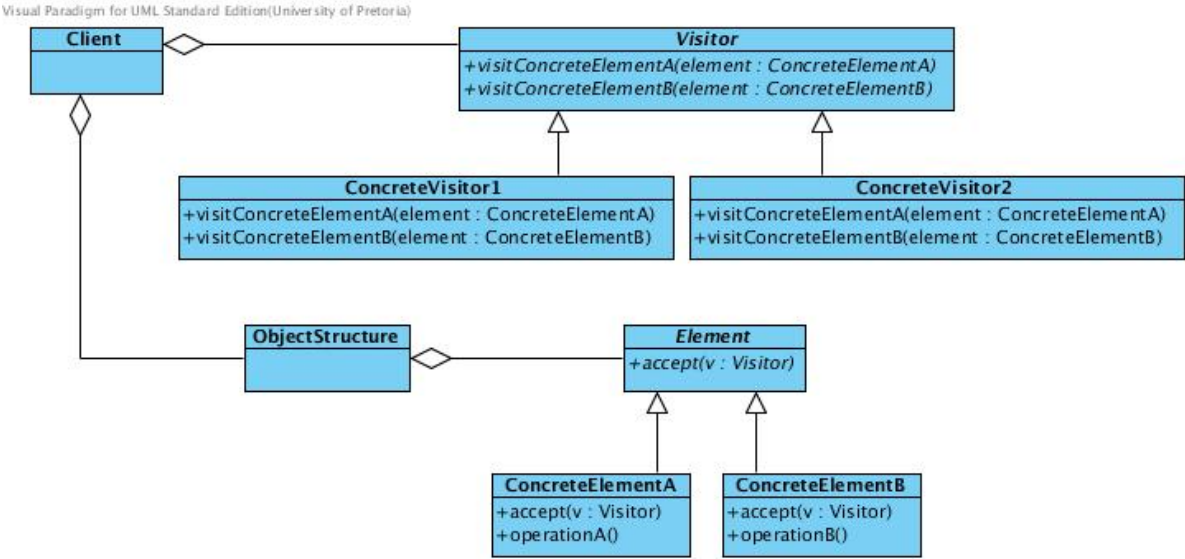 Visual Paradigm for UML Standard Edition(University of Pretoria)
Client
Visitor
+visitConcreteElementA(element : ConcreteElementA)
+visitConcreteElementB(element : ConcreteElementB)
ConcreteVisitor1
+visitConcreteElementA(element : ConcreteElementA)
+visitConcreteElementB(element : ConcreteElementB)
ConcreteVisitor2
+visitConcreteElementA(element : ConcreteElementA)
+visitConcreteElementB(element : ConcreteElementB)
ObjectStructure
Element
+accept(v : Visitor)
ConcreteElementA
+accept(v : Visitor)
+operationA()
ConcreteElementB
+accept(v : Visitor)
+operationB()